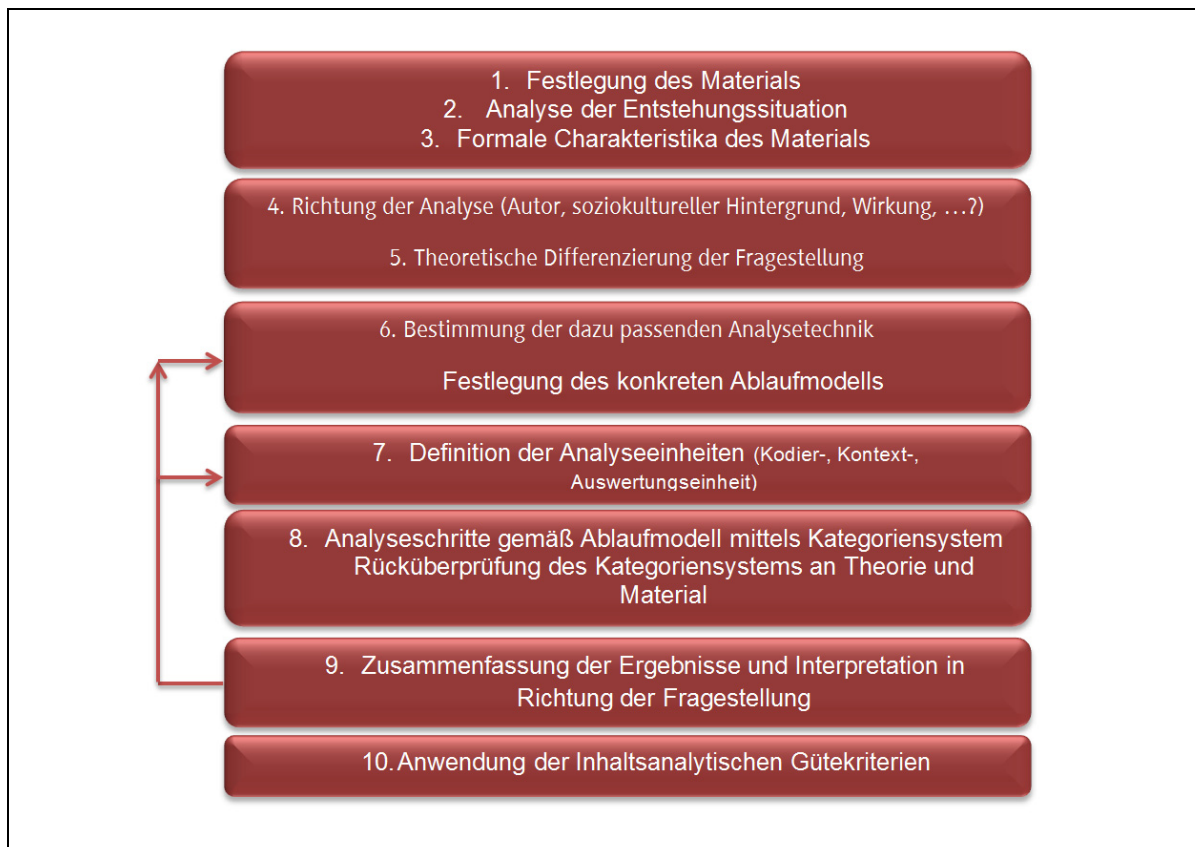 1. Festlegung des Materials
2. Analyse der Entstehungssituation
3. Formale Charakteristika des Materials
4. Richtung der Analyse (Autor, soziokultureller Hintergrund, Wirkung, …?)
5. Theoretische Differenzierung der Fragestellung
6. Bestimmung der dazu passenden Analysetechnik
Festlegung des konkreten Ablaufmodells
7. Definition der Analyseeinheiten (Kodier-, Kontext-,
Auswertungseinheit)
8. Analyseschritte gemäß Ablaufmodell mittels Kategoriensystem
Rücküberprüfung des Kategoriensystems an Theorie und
Material
9. Zusammenfassung der Ergebnisse und Interpretation in
Richtung der Fragestellung
10. Anwendung der Inhaltsanalytischen Gütekriterien